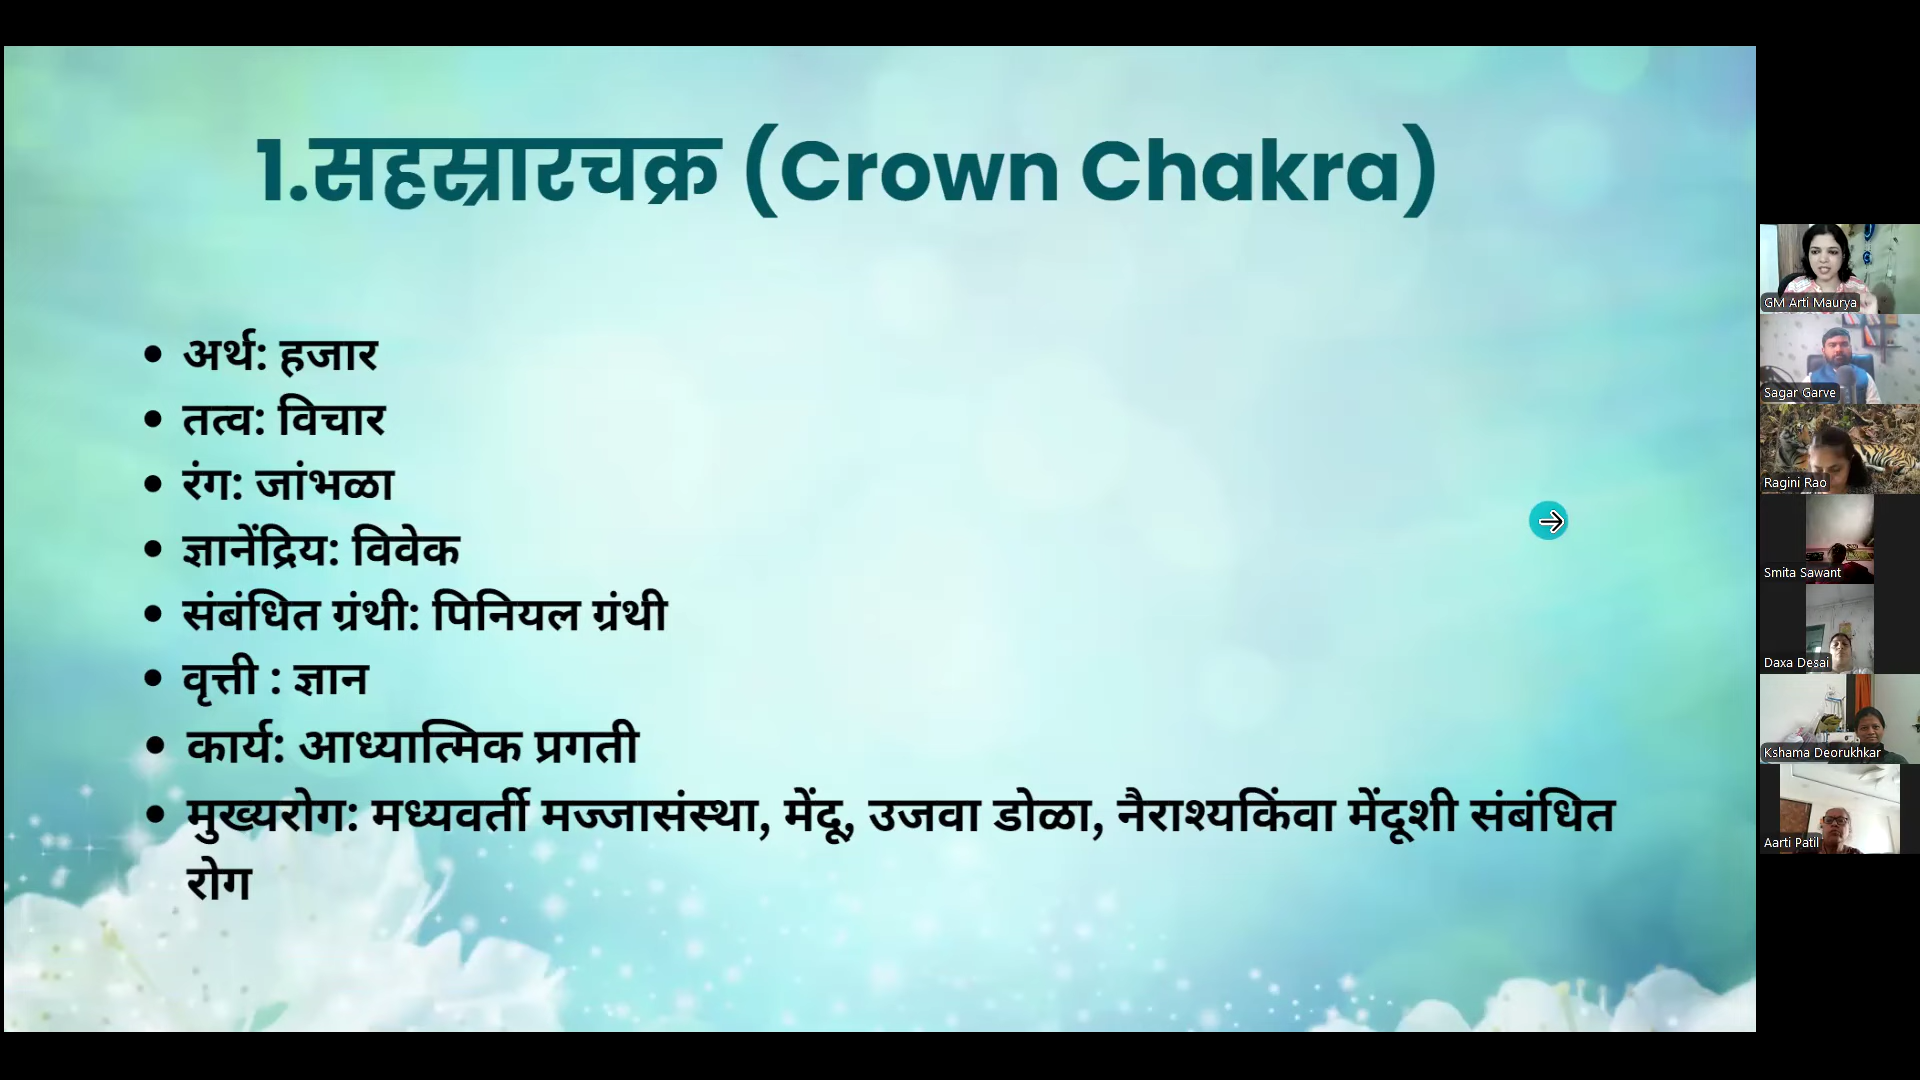 1.सहस्रारचक्र (Crown Chakra)
• अर्थ: हजार
• तत्व: विचार
• रंग: जांभळा
• ज्ञानेंद्रिय: विवेक
• संबंधित ग्रंथी: पिनियल ग्रंथी
• वृत्ती : ज्ञान
• कार्य: आध्यात्मिक प्रगती
• मुख्यरोग: मध्यवर्ती मज्जासंस्था, मेंदू, उजवा डोळा, नैराश्यकिंवा मेंदूशी संबंधित
रोग
GM Arti Maurya
Sagar Garve
Ragini Rao
Smita Sawant
Daxa Desai
Kshama Deorukhkar
Aarti Patil